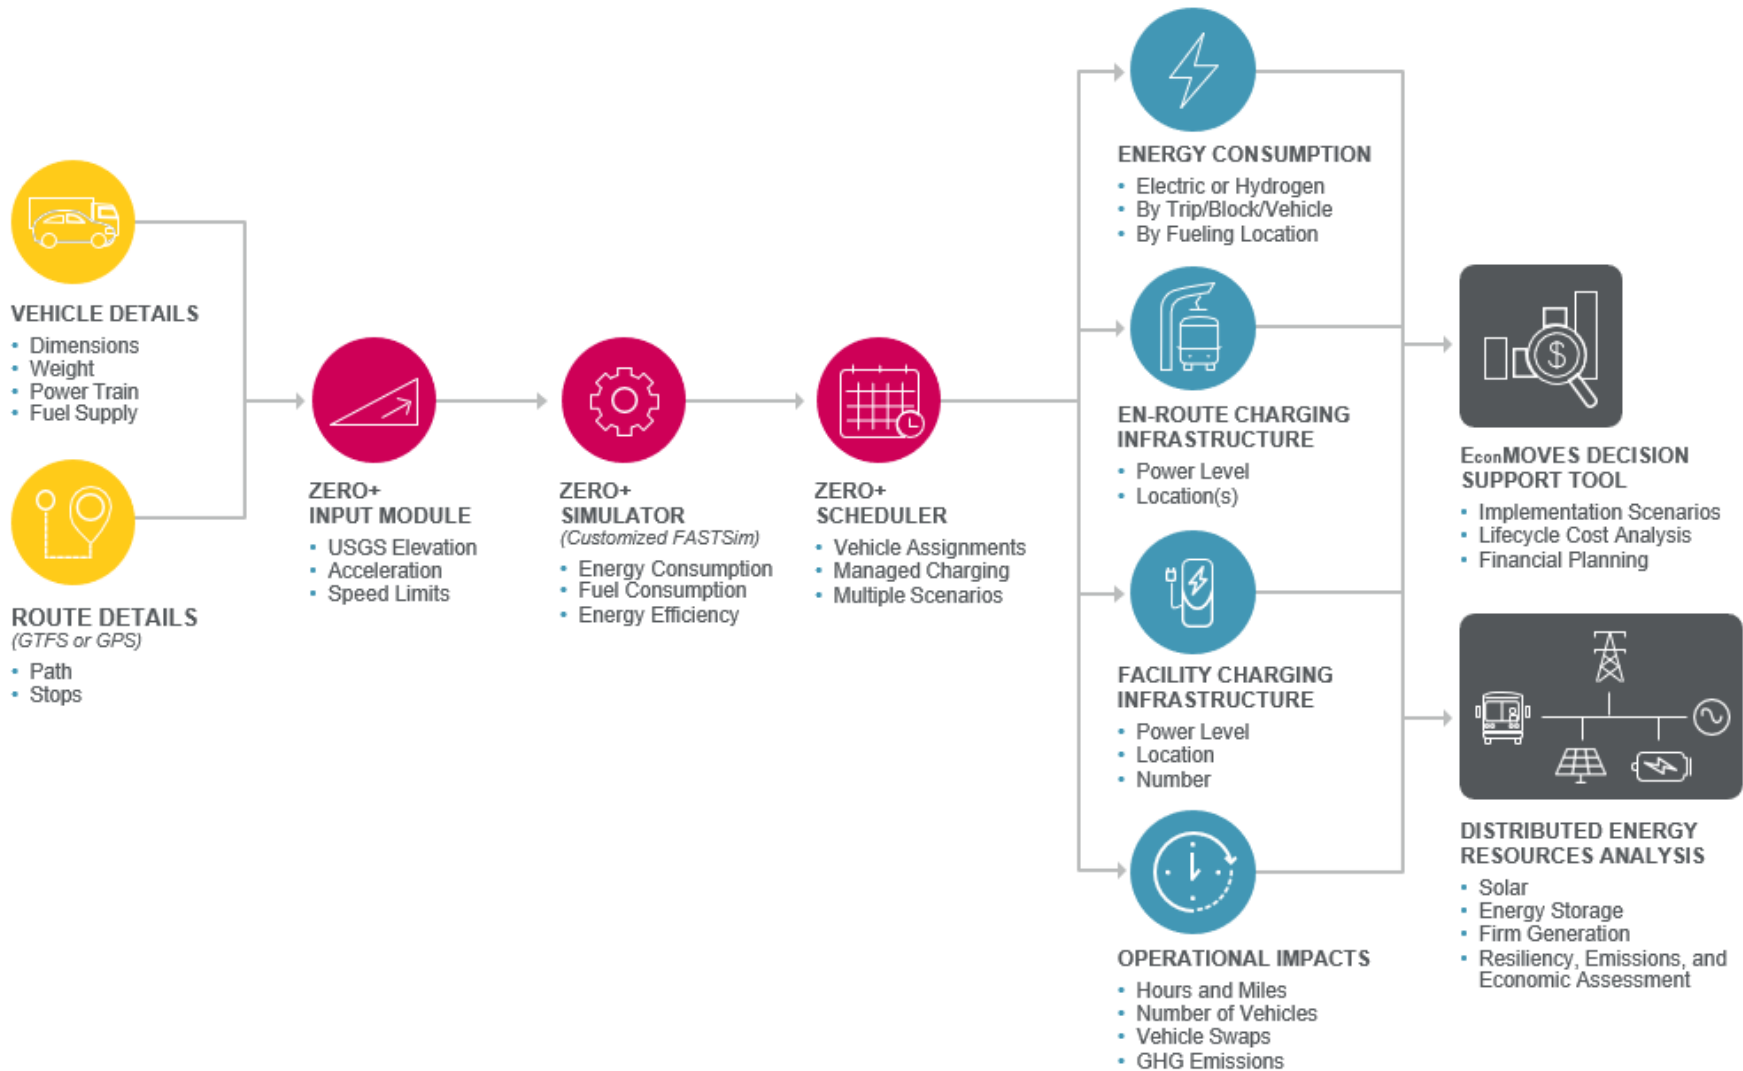 VEHICLE DETAILS
• Dimensions
• Weight
• Power Train
• Fuel Supply
ROUTE DETAILS
(GTFS or GPS)
• Path
• Stops
ZERO+
INPUT MODULE
• USGS Elevation
• Acceleration
• Speed Limits
ZERO+
SIMULATOR
(Customized FASTSim)
• Energy Consumption
• Fuel Consumption
• Energy Efficiency
ZERO+
SCHEDULER
• Vehicle Assignments
• Managed Charging
• Multiple Scenarios
ENERGY CONSUMPTION
• Electric or Hydrogen
• By Trip/Block/Vehicle
• By Fueling Location
EN-ROUTE CHARGING
INFRASTRUCTURE
• Power Level
• Location(s)
FACILITY CHARGING
INFRASTRUCTURE
• Power Level
• Location
• Number
OPERATIONAL IMPACTS
• Hours and Miles
• Number of Vehicles
• Vehicle Swaps
• GHG Emissions
$
EconMOVES DECISION
SUPPORT TOOL
• Implementation Scenarios
• Lifecycle Cost Analysis
• Financial Planning
DISTRIBUTED ENERGY
RESOURCES ANALYSIS
• Solar
• Energy Storage
• Firm Generation
• Resiliency, Emissions, and
Economic Assessment